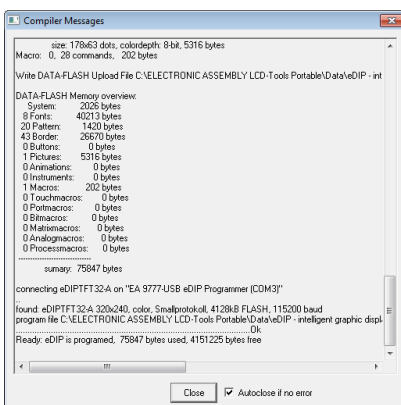 Compiler Messages
size: 178x63 dots, colordepth: 8-bit, 5316 bytes
Macro: 0, 28 commands, 202 bytes
Write DATA-FLASH Upload File C:\ELECTRONIC ASSEMBLY LCD-Tools Portable\Data\eDIP - int
DATA-FLASH Memory overview:
System: 2026 bytes
8 Fonts: 40213 bytes
20 Pattern: 1420 bytes
43 Border: 26670 bytes
0 Buttons: 0 bytes
1 Pictures: 5316 bytes
0 Animations: 0 bytes
0 Instruments: 0 bytes
1 Macros: 202 bytes
0 Touchmacros: 0 bytes
0 Portmacros: 0 bytes
0 Bitmacros: 0 bytes
0 Matrixmacros: 0 bytes
0 Analogmacros: 0 bytes
0 Processmacros: 0 bytes
------------------------------
sumary: 75847 bytes
connecting eDIPTFT32-A on "EA 9777-USB eDIP Programmer (COM3)"
..
found: eDIPTFT32-A 320x240, color, Smallprotokoll, 4128kB FLASH, 115200 baud
program file C:\ELECTRONIC ASSEMBLY LCD-Tools Portable\Data\eDIP - intelligent graphic displ
..........................................................................................Ok
Ready: eDIP is programed, 75847 bytes used, 4151225 bytes free
Close
Autoclose if no error